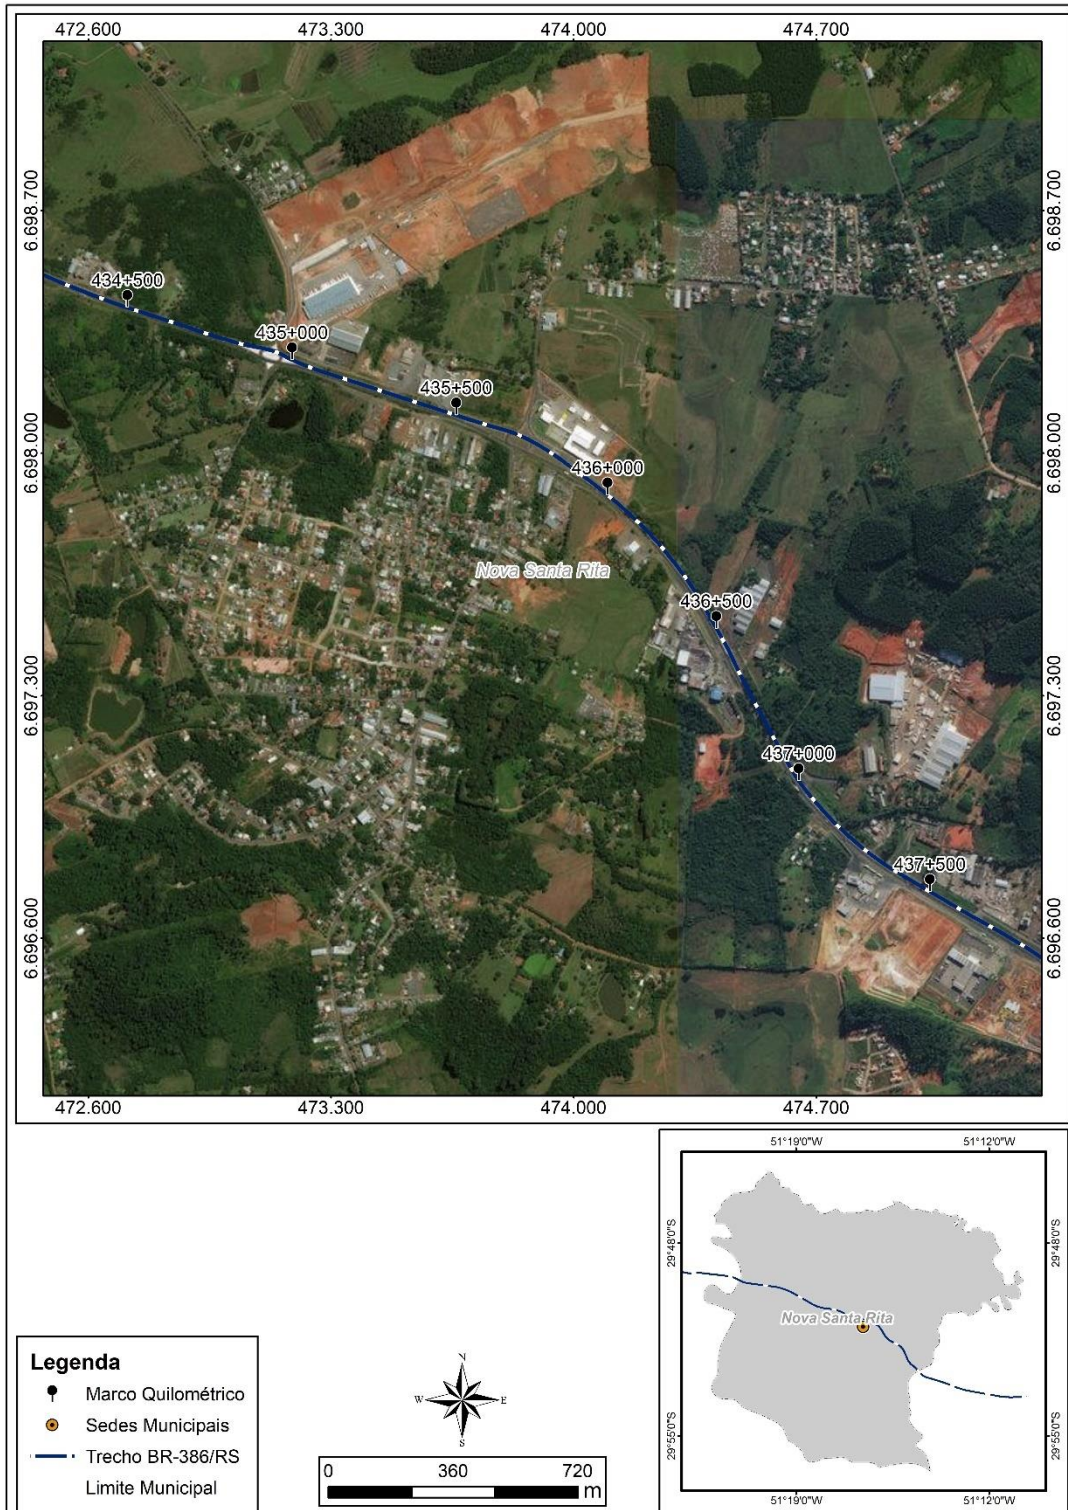 472.600 473.300 474.000 474.700
6.698.700
6.698.700
434+500
435+000
435+500
6.698.000
6.698.000
436+000
Nova Santa Rita
436+500
6.697.300
6.697.300
437+000
437+500
6.696.600
6.696.600
472.600 473.300 474.000 474.700
51°19'0"W 51°12'0"W
29°48'0"S
29°48'0"S
Nova Santa Rita
29°55'0"S
29°55'0"S
51°19'0"W 51°12'0"W
Legenda
Marco Quilométrico
Sedes Municipais
Trecho BR-386/RS
Limite Municipal
N
W E
S
0 360 720
m